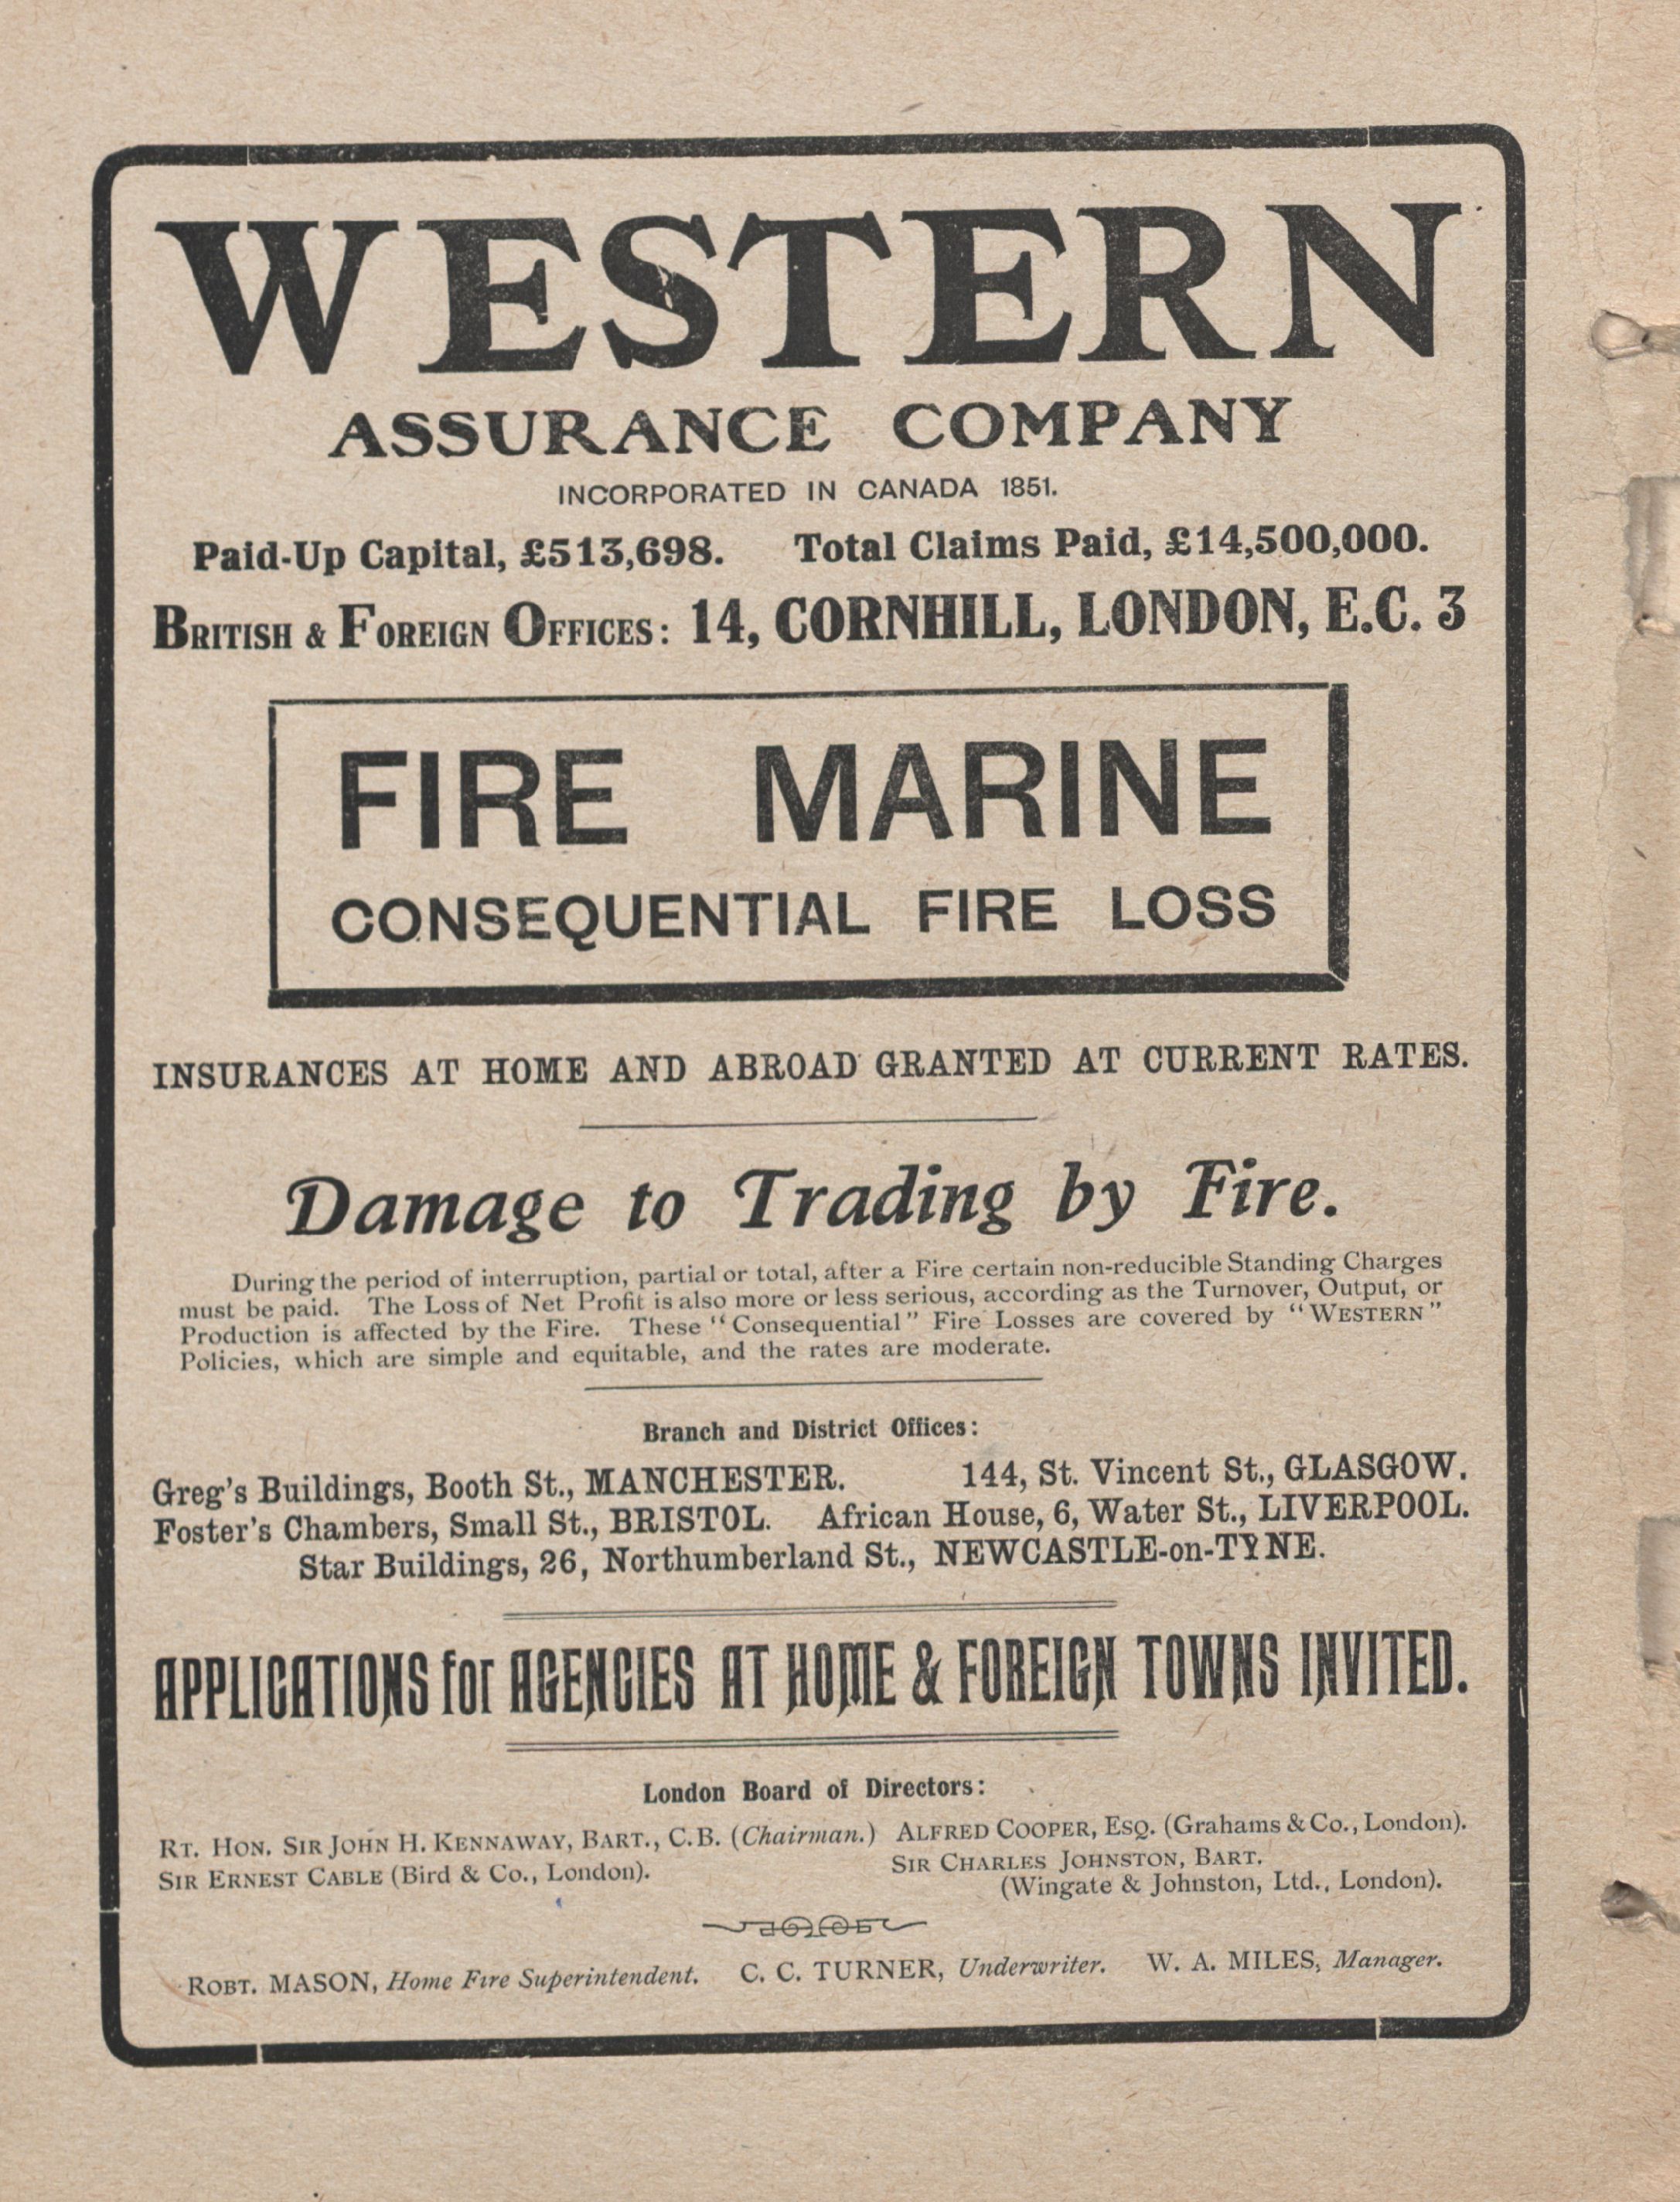 WESTERN
ASSURANCE COMPANY
INCORPORATED IN CANADA 1851.
Paid-Up Capital, £513,698. Total Claims Paid, £14,500,000.
BRITISH & FOREIGN OFFICES: 14, CORNHILL, LONDON, E.C. 3
FIRE MARINE
CONSEQUENTIAL FIRE LOSS
INSURANCES AT HOME AND ABROAD GRANTED AT CURRENT RATES.
Damage to Trading by Fire.
During the period of interruption, partial or total, after a Fire certain non-reducible Standing Charges
must be paid. The Loss of Net Profit is also more or less serious, according as the Turnover, Output, or
Production is affected by the Fire. These "Consequential" Fire Losses are covered by "WESTERN"
Policies, which are simple and equitable, and the rates are moderate.
Branch and District Offices:
Greg's Buildings, Booth St., MANCHESTER. 144, St. Vincent St., GLASGOW.
Foster's Chambers, Small St., BRISTOL. African House, 6, Water St., LIVERPOOL.
Star Buildings, 26, Northumberland St., NEWCASTLE-on-TYNE.
APPLICATIONS for AGENCIES AT HOME & FOREIGN TOWNS INVITED.
London Board of Directors:
RT. HON. SIR JOHN H. KENNAWAY, BART., C.B. (Chairman.) ALFRED COOPER, ESQ. (Grahams & Co., London).
SIR ERNEST CABLE (Bird & Co., London). SIR CHARLES JOHNSTON, BART.
(Wingate & Johnston, Ltd., London).
ROBT. MASON, Home Fire Superintendent. C. C. TURNER, Underwriter. W. A. MILES, Manager.